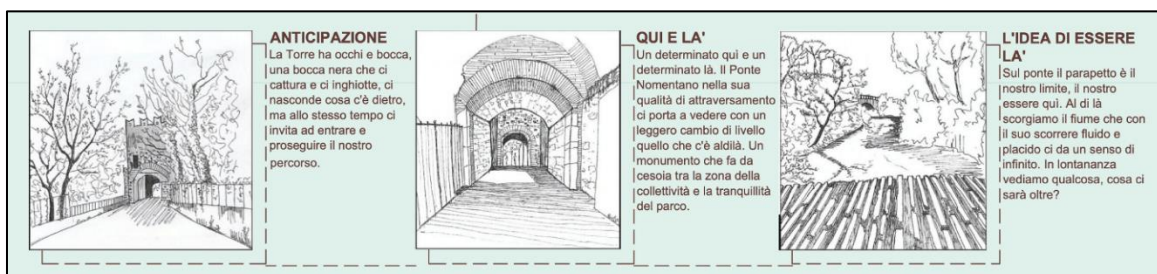 ANTICIPAZIONE
La Torre ha occhi e bocca,
una bocca nera che ci
cattura e ci inghiotte, ci
nasconde cosa c'è dietro,
ma allo stesso tempo ci
invita ad entrare e
proseguire il nostro
percorso.
QUI E LA'
Un determinato quì e un
determinato là. Il Ponte
Nomentano nella sua
qualità di attraversamento
ci porta a vedere con un
leggero cambio di livello
quello che c'è aldilà. Un
monumento che fa da
cesoia tra la zona della
collettività e la tranquillità
del parco.
L'IDEA DI ESSERE
LA'
Sul ponte il parapetto è il
nostro limite, il nostro
essere quì. Al di là
scorgiamo il fiume che con
il suo scorrere fluido e
placido ci da un senso di
infinito. In lontananza
vediamo qualcosa, cosa ci
sarà oltre?